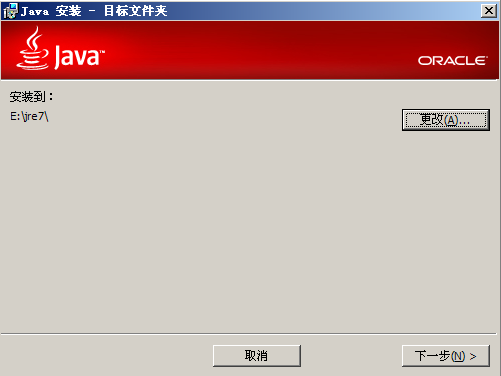 Java 安装 - 目标文件夹
Java™
ORACLE®
安装到：
E:\jre7\
更改(A)...
取消
下一步(N) >